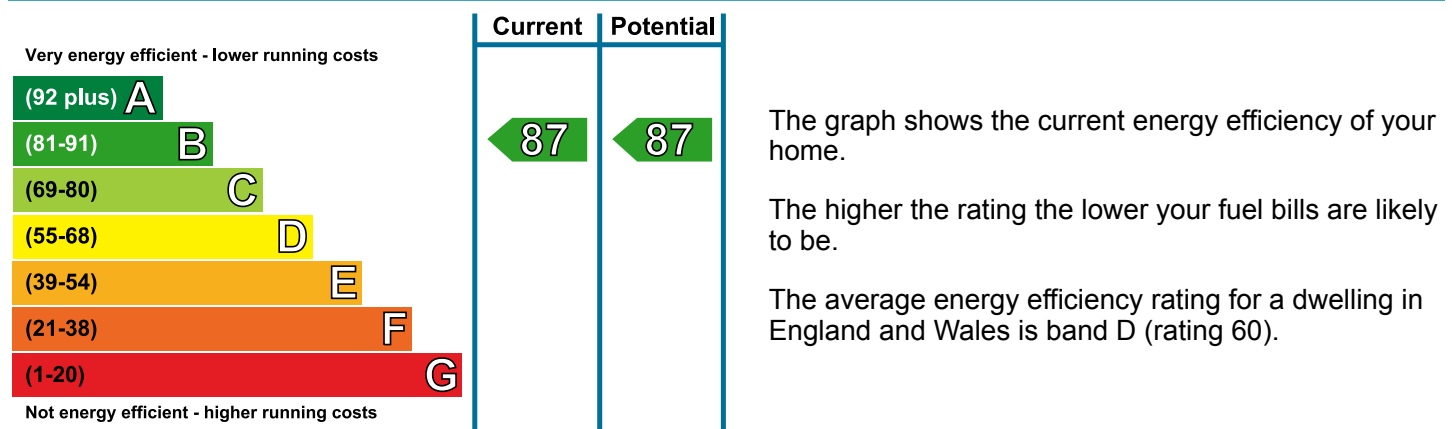 Current Potential
Very energy efficient - lower running costs
(92 plus) A
(81-91) B
87 87
(69-80) C
(55-68) D
(39-54) E
(21-38) F
(1-20) G
Not energy efficient - higher running costs
The graph shows the current energy efficiency of your
home.
The higher the rating the lower your fuel bills are likely
to be.
The average energy efficiency rating for a dwelling in
England and Wales is band D (rating 60).